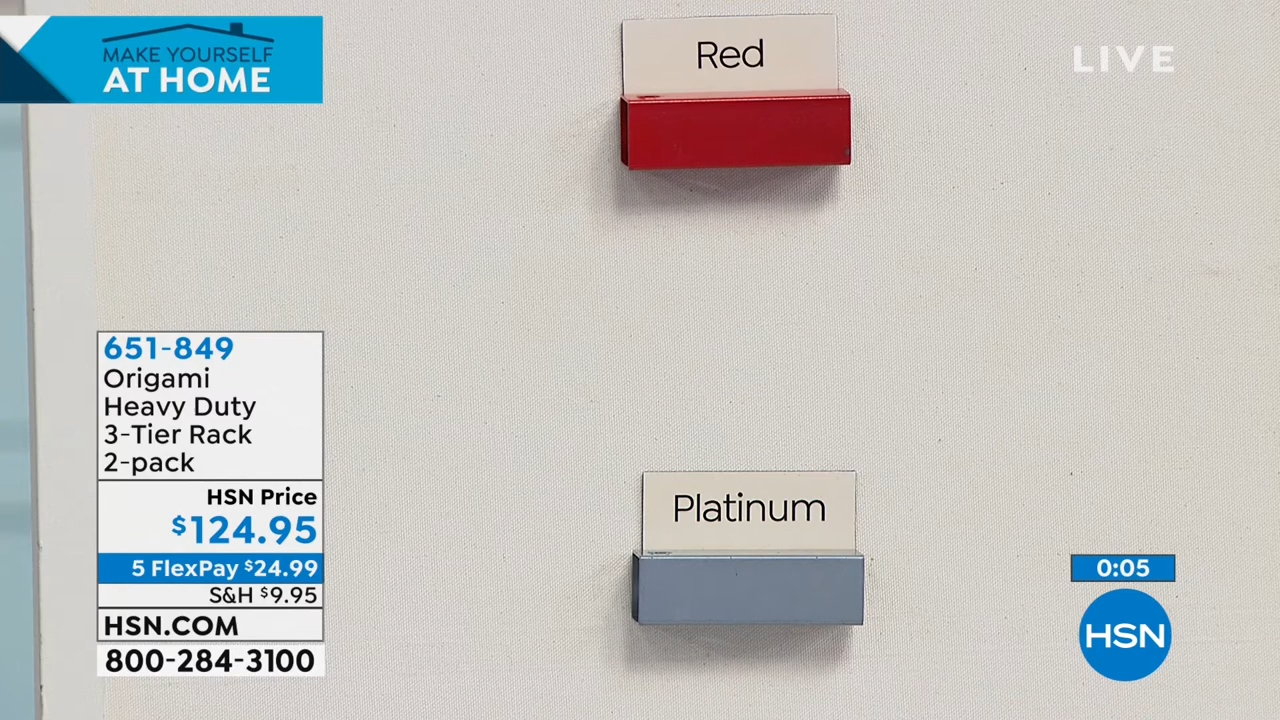 MAKE YOURSELF
AT HOME
Red
LIVE
651-849
Origami
Heavy Duty
3-Tier Rack
2-pack
HSN Price
$124.95
5 FlexPay $24.99
S&H $9.95
HSN.COM
800-284-3100
Platinum
0:05
HSN